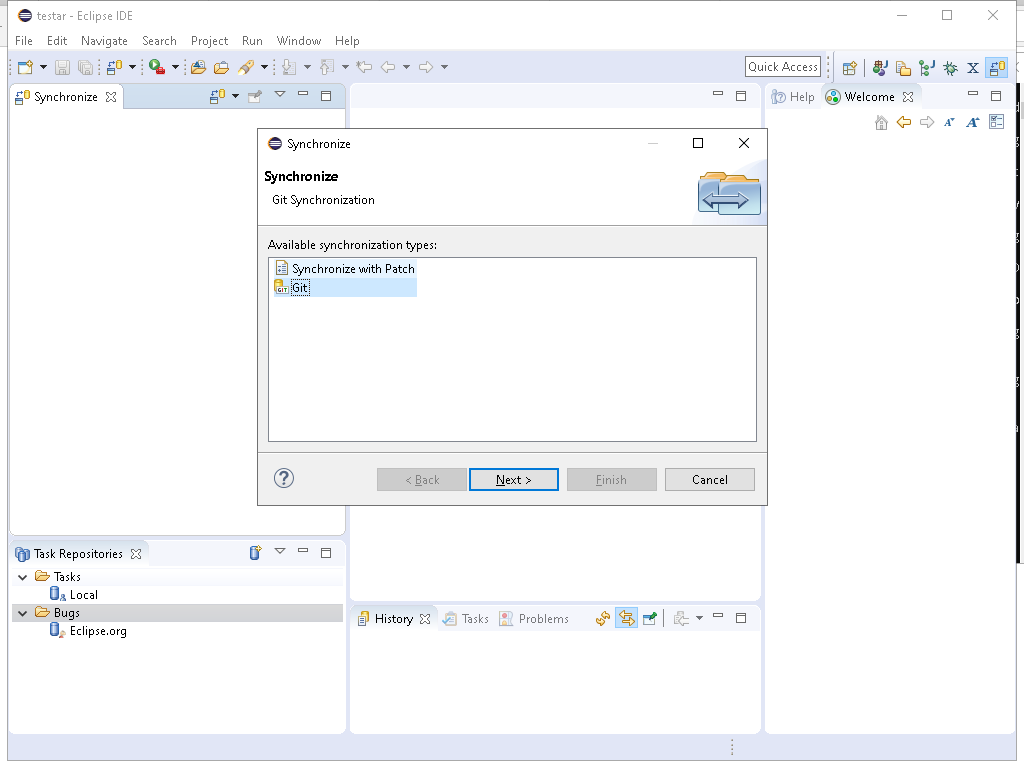 testar - Eclipse IDE
File Edit Navigate Search Project Run Window Help
Quick Access
Synchronize
Help Welcome
Synchronize
Synchronize
Git Synchronization
Available synchronization types:
Synchronize with Patch
Git
< Back Next > Finish Cancel
Task Repositories
Tasks
Local
Bugs
Eclipse.org
History Tasks Problems